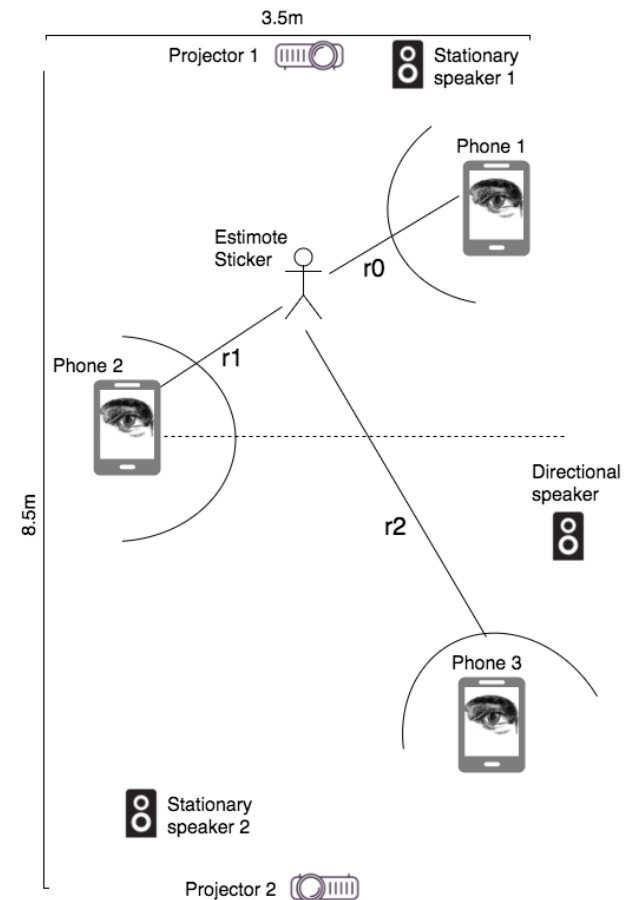 3.5m
Projector 1
Stationary
speaker 1
Phone 1
Estimote
Sticker
r0
r1
Phone 2
Directional
speaker
8.5m
r2
Phone 3
Stationary
speaker 2
Projector 2